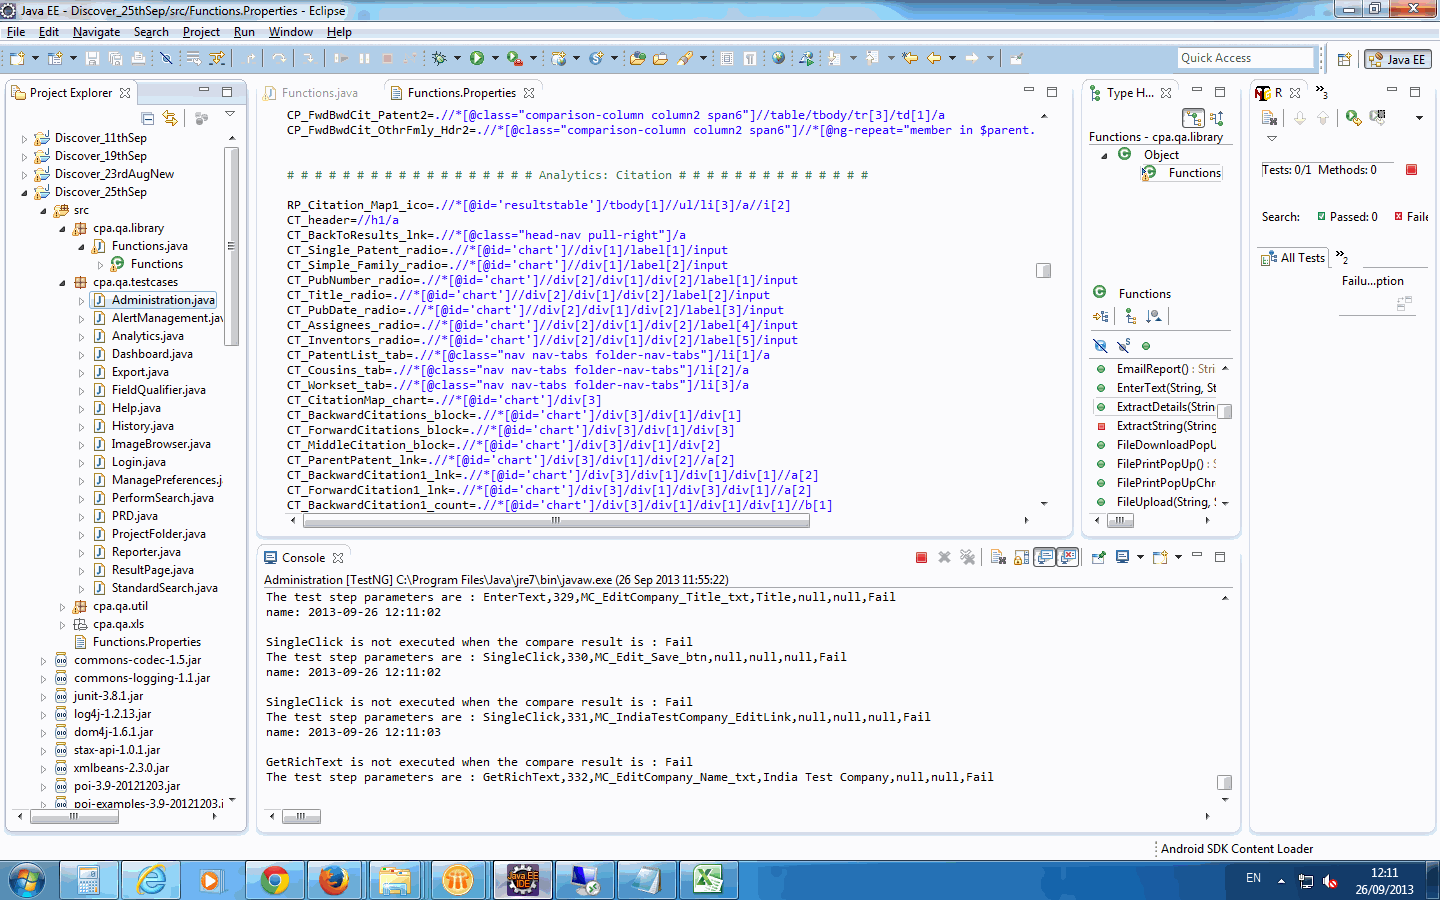 Java EE - Discover_25thSep/src/Functions.Properties - Eclipse
File Edit Navigate Search Project Run Window Help
Quick Access
Java EE
Project Explorer
Discover_11thSep
Discover_19thSep
Discover_23rdAugNew
Discover_25thSep
src
cpa.qa.library
Functions.java
Functions
cpa.qa.testcases
Administration.java
AlertManagement.jav
Analytics.java
Dashboard.java
Export.java
FieldQualifier.java
Help.java
History.java
ImageBrowser.java
Login.java
ManagePreferences.j
PerformSearch.java
PRD.java
ProjectFolder.java
Reporter.java
ResultPage.java
StandardSearch.java
cpa.qa.util
cpa.qa.xls
Functions.Properties
commons-codec-1.5.jar
commons-logging-1.1.jar
junit-3.8.1.jar
log4j-1.2.13.jar
dom4j-1.6.1.jar
stax-api-1.0.1.jar
xmlbeans-2.3.0.jar
poi-3.9-20121203.jar
poi-examples-3.9-20121203.j
Functions.java
Functions.Properties
CP_FwdBwdCit_Patent2=.//*[@class="comparison-column column2 span6"]//table/tbody/tr[3]/td[1]/a
CP_FwdBwdCit_OthrFmly_Hdr2=.//*[@class="comparison-column column2 span6"]//*[@ng-repeat="member in $parent.
# # # # # # # # # # # # # # # # # # Analytics: Citation # # # # # # # # # # # # # #
RP_Citation_Map1_ico=.//*[@id='resultstable']/tbody[1]//ul/li[3]/a//i[2]
CT_header=//h1/a
CT_BackToResults_lnk=.//*[@class="head-nav pull-right"]/a
CT_Single_Patent_radio=.//*[@id='chart']//div[1]/label[1]/input
CT_Simple_Family_radio=.//*[@id='chart']//div[1]/label[2]/input
CT_PubNumber_radio=.//*[@id='chart']//div[2]/div[1]/div[2]/label[1]/input
CT_Title_radio=.//*[@id='chart']//div[2]/div[1]/div[2]/label[2]/input
CT_PubDate_radio=.//*[@id='chart']//div[2]/div[1]/div[2]/label[3]/input
CT_Assignees_radio=.//*[@id='chart']//div[2]/div[1]/div[2]/label[4]/input
CT_Inventors_radio=.//*[@id='chart']//div[2]/div[1]/div[2]/label[5]/input
CT_PatentList_tab=.//*[@class="nav nav-tabs folder-nav-tabs"]/li[1]/a
CT_Cousins_tab=.//*[@class="nav nav-tabs folder-nav-tabs"]/li[2]/a
CT_Workset_tab=.//*[@class="nav nav-tabs folder-nav-tabs"]/li[3]/a
CT_CitationMap_chart=.//*[@id='chart']/div[3]
CT_BackwardCitations_block=.//*[@id='chart']/div[3]/div[1]/div[1]
CT_ForwardCitations_block=.//*[@id='chart']/div[3]/div[1]/div[3]
CT_MiddleCitation_block=.//*[@id='chart']/div[3]/div[1]/div[2]
CT_ParentPatent_lnk=.//*[@id='chart']/div[3]/div[1]/div[2]//a[2]
CT_BackwardCitation1_lnk=.//*[@id='chart']/div[3]/div[1]/div[1]/div[1]//a[2]
CT_ForwardCitation1_lnk=.//*[@id='chart']/div[3]/div[1]/div[3]/div[1]//a[2]
CT_BackwardCitation1_count=.//*[@id='chart']/div[3]/div[1]/div[1]/div[1]//b[1]
Type H...
Functions - cpa.qa.library
Object
Functions
Functions
EmailReport() : Stri
EnterText(String, St
ExtractDetails(Strin
ExtractString(String
FileDownloadPopU
FilePrintPopUp() : S
FilePrintPopUpChr
FileUpload(String, S
R
3
Tests: 0/1 Methods: 0
Search: Passed: 0 Faile
All Tests
2
Failu...ption
Console
Administration [TestNG] C:\Program Files\Java\jre7\bin\javaw.exe (26 Sep 2013 11:55:22)
The test step parameters are : EnterText,329,MC_EditCompany_Title_txt,Title,null,null,Fail
name: 2013-09-26 12:11:02
SingleClick is not executed when the compare result is : Fail
The test step parameters are : SingleClick,330,MC_Edit_Save_btn,null,null,null,Fail
name: 2013-09-26 12:11:02
SingleClick is not executed when the compare result is : Fail
The test step parameters are : SingleClick,331,MC_IndiaTestCompany_EditLink,null,null,null,Fail
name: 2013-09-26 12:11:03
GetRichText is not executed when the compare result is : Fail
The test step parameters are : GetRichText,332,MC_EditCompany_Name_txt,India Test Company,null,null,Fail
Android SDK Content Loader
Java EE
IDE
EN
12:11
26/09/2013